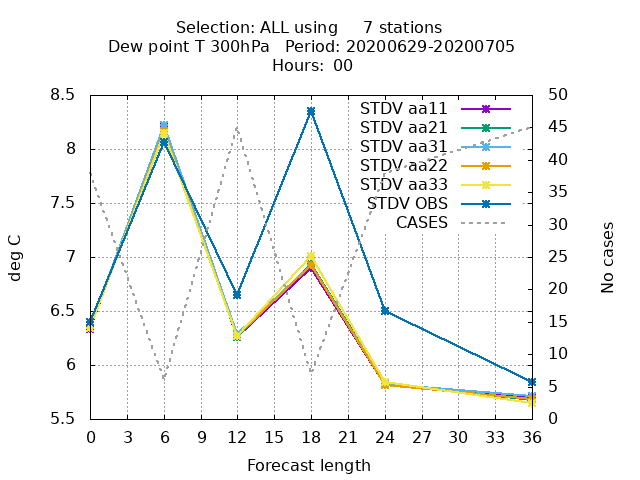 Selection: ALL using 7 stations
Dew point T 300hPa Period: 20200629-20200705
Hours: 00
8.5
8
7.5
7
6.5
6
5.5
deg C
50
45
40
35
30
25
20
15
10
5
0
No cases
STDV aa11
STDV aa21
STDV aa31
STDV aa22
STDV aa33
STDV OBS
CASES
0 3 6 9 12 15 18 21 24 27 30 33 36
Forecast length